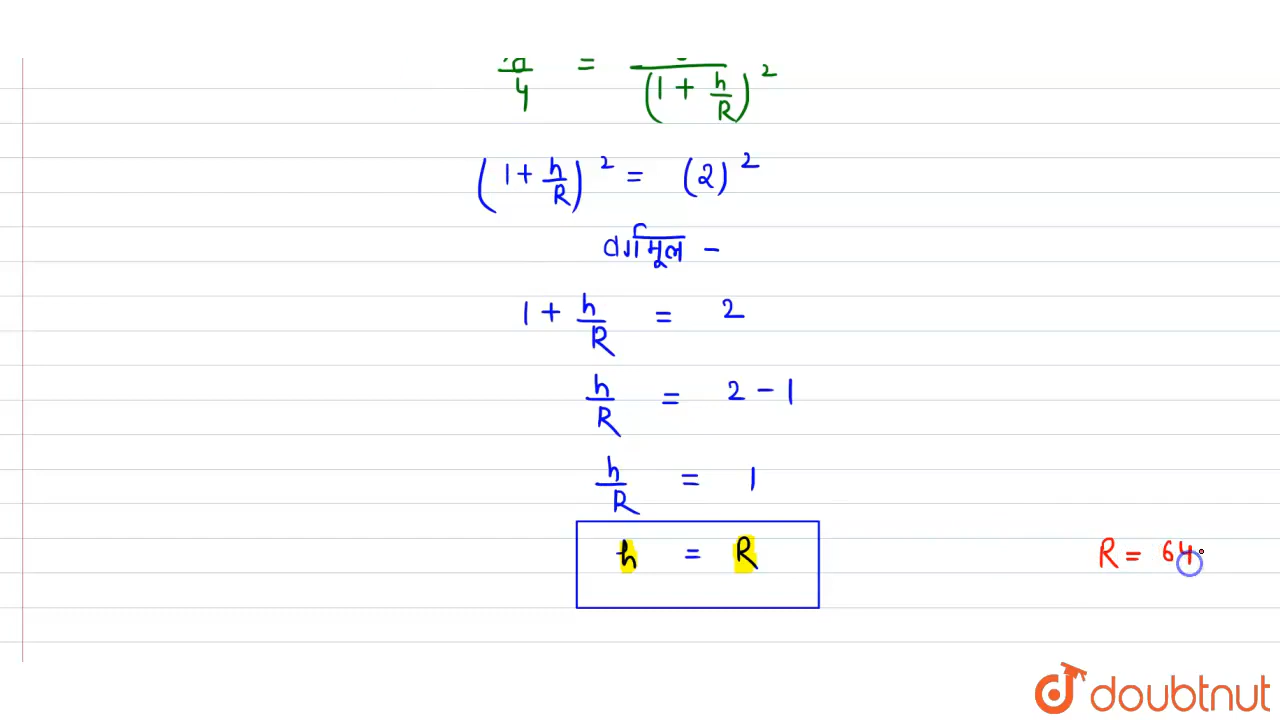 4 = (1 + h/R)²
(1 + h/R)² = (2)²
वर्गमूल -
1 + h/R = 2
h/R = 2 - 1
h/R = 1
h = R
R = 64
doubtnut